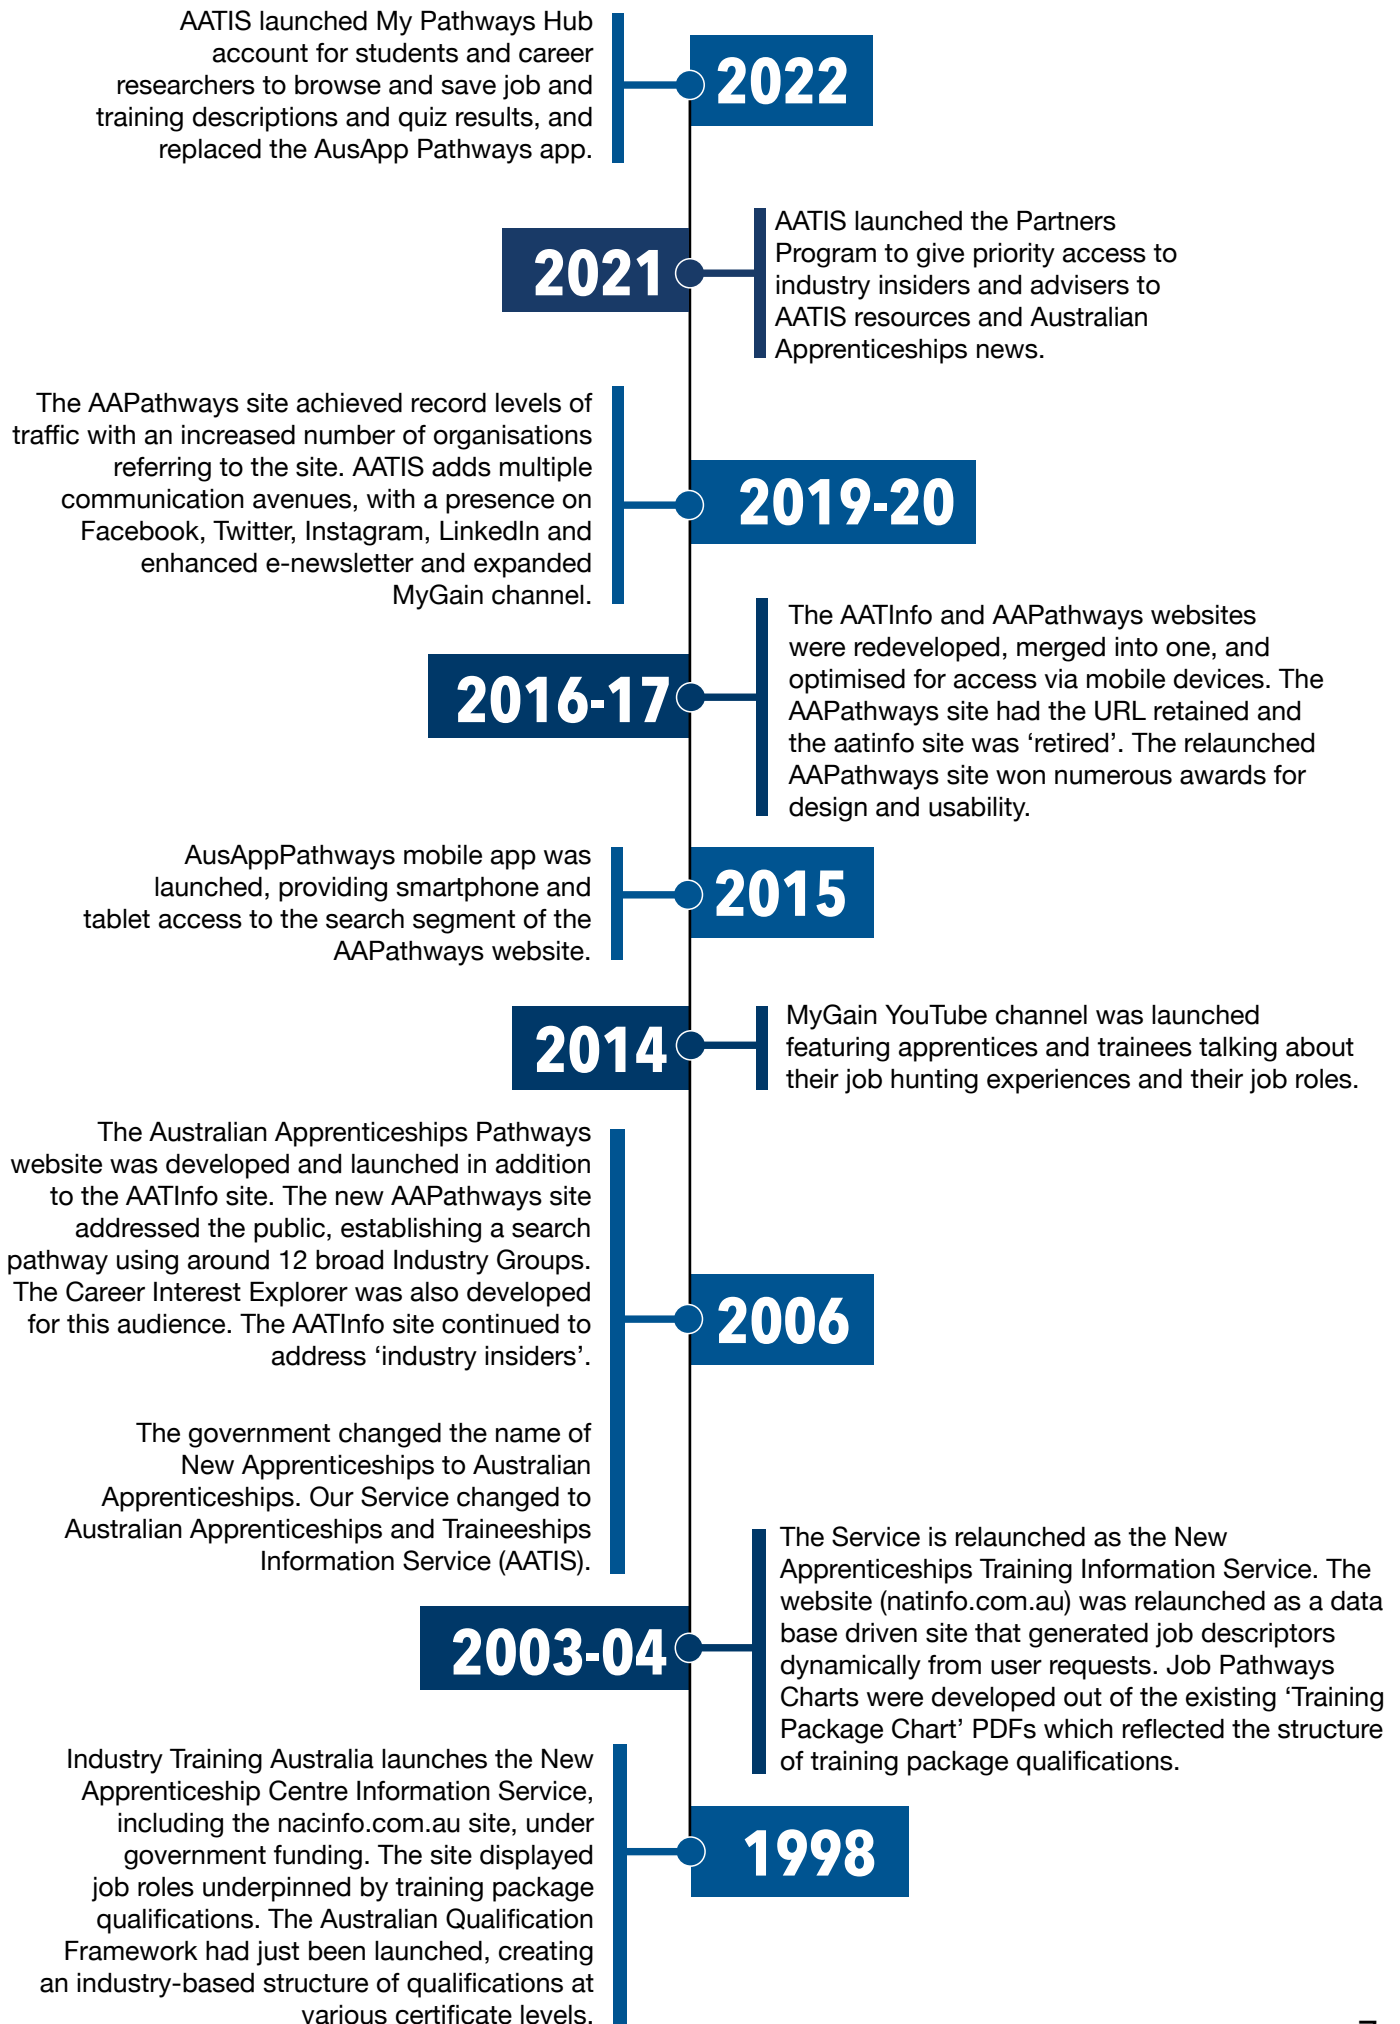 AATIS launched My Pathways Hub
account for students and career
researchers to browse and save job and
training descriptions and quiz results, and
replaced the AusApp Pathways app.
2022
2021
AATIS launched the Partners
Program to give priority access to
industry insiders and advisers to
AATIS resources and Australian
Apprenticeships news.
The AAPathways site achieved record levels of
traffic with an increased number of organisations
referring to the site. AATIS adds multiple
communication avenues, with a presence on
Facebook, Twitter, Instagram, LinkedIn and
enhanced e-newsletter and expanded
MyGain channel.
2019-20
2016-17
The AATInfo and AAPathways websites
were redeveloped, merged into one, and
optimised for access via mobile devices. The
AAPathways site had the URL retained and
the aatinfo site was ‘retired’. The relaunched
AAPathways site won numerous awards for
design and usability.
AusAppPathways mobile app was
launched, providing smartphone and
tablet access to the search segment of the
AAPathways website.
2015
2014
MyGain YouTube channel was launched
featuring apprentices and trainees talking about
their job hunting experiences and their job roles.
The Australian Apprenticeships Pathways
website was developed and launched in addition
to the AATInfo site. The new AAPathways site
addressed the public, establishing a search
pathway using around 12 broad Industry Groups.
The Career Interest Explorer was also developed
for this audience. The AATInfo site continued to
address ‘industry insiders’.
The government changed the name of
New Apprenticeships to Australian
Apprenticeships. Our Service changed to
Australian Apprenticeships and Traineeships
Information Service (AATIS).
2006
2003-04
The Service is relaunched as the New
Apprenticeships Training Information Service. The
website (natinfo.com.au) was relaunched as a data
base driven site that generated job descriptors
dynamically from user requests. Job Pathways
Charts were developed out of the existing ‘Training
Package Chart’ PDFs which reflected the structure
of training package qualifications.
Industry Training Australia launches the New
Apprenticeship Centre Information Service,
including the nacinfo.com.au site, under
government funding. The site displayed
job roles underpinned by training package
qualifications. The Australian Qualification
Framework had just been launched, creating
an industry-based structure of qualifications at
various certificate levels.
1998